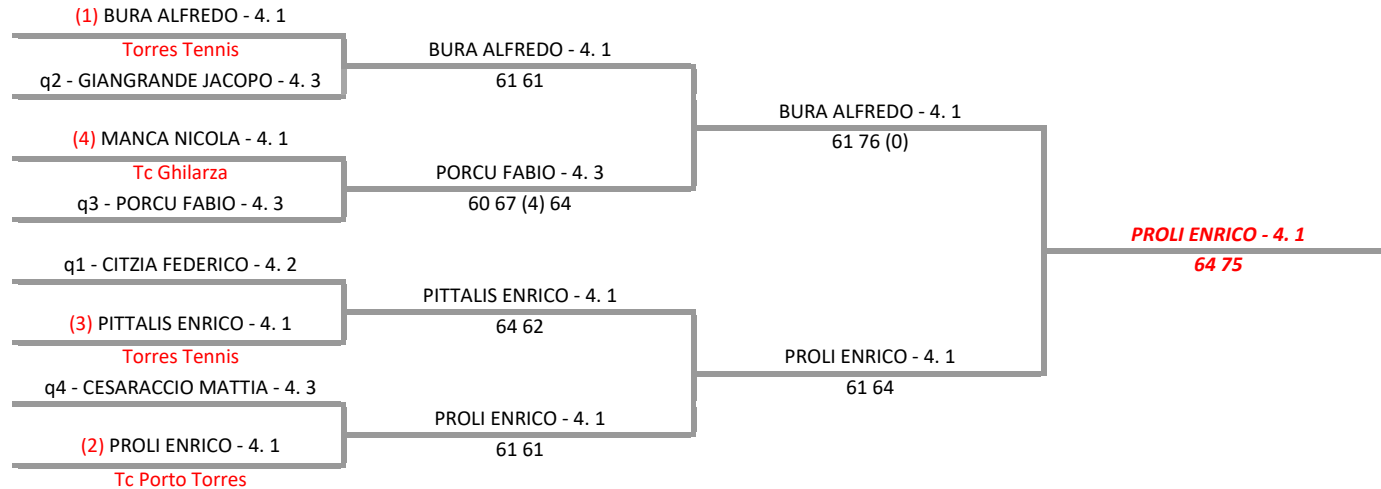 (1) BURA ALFREDO - 4. 1
Torres Tennis
q2 - GIANGRANDE JACOPO - 4. 3
(4) MANCA NICOLA - 4. 1
Tc Ghilarza
q3 - PORCU FABIO - 4. 3
q1 - CITZIA FEDERICO - 4. 2
(3) PITTALIS ENRICO - 4. 1
Torres Tennis
q4 - CESARACCIO MATTIA - 4. 3
(2) PROLI ENRICO - 4. 1
Tc Porto Torres
BURA ALFREDO - 4. 1
61 61
PORCU FABIO - 4. 3
60 67 (4) 64
PITTALIS ENRICO - 4. 1
64 62
PROLI ENRICO - 4. 1
61 61
BURA ALFREDO - 4. 1
61 76 (0)
PROLI ENRICO - 4. 1
61 64
PROLI ENRICO - 4. 1
64 75